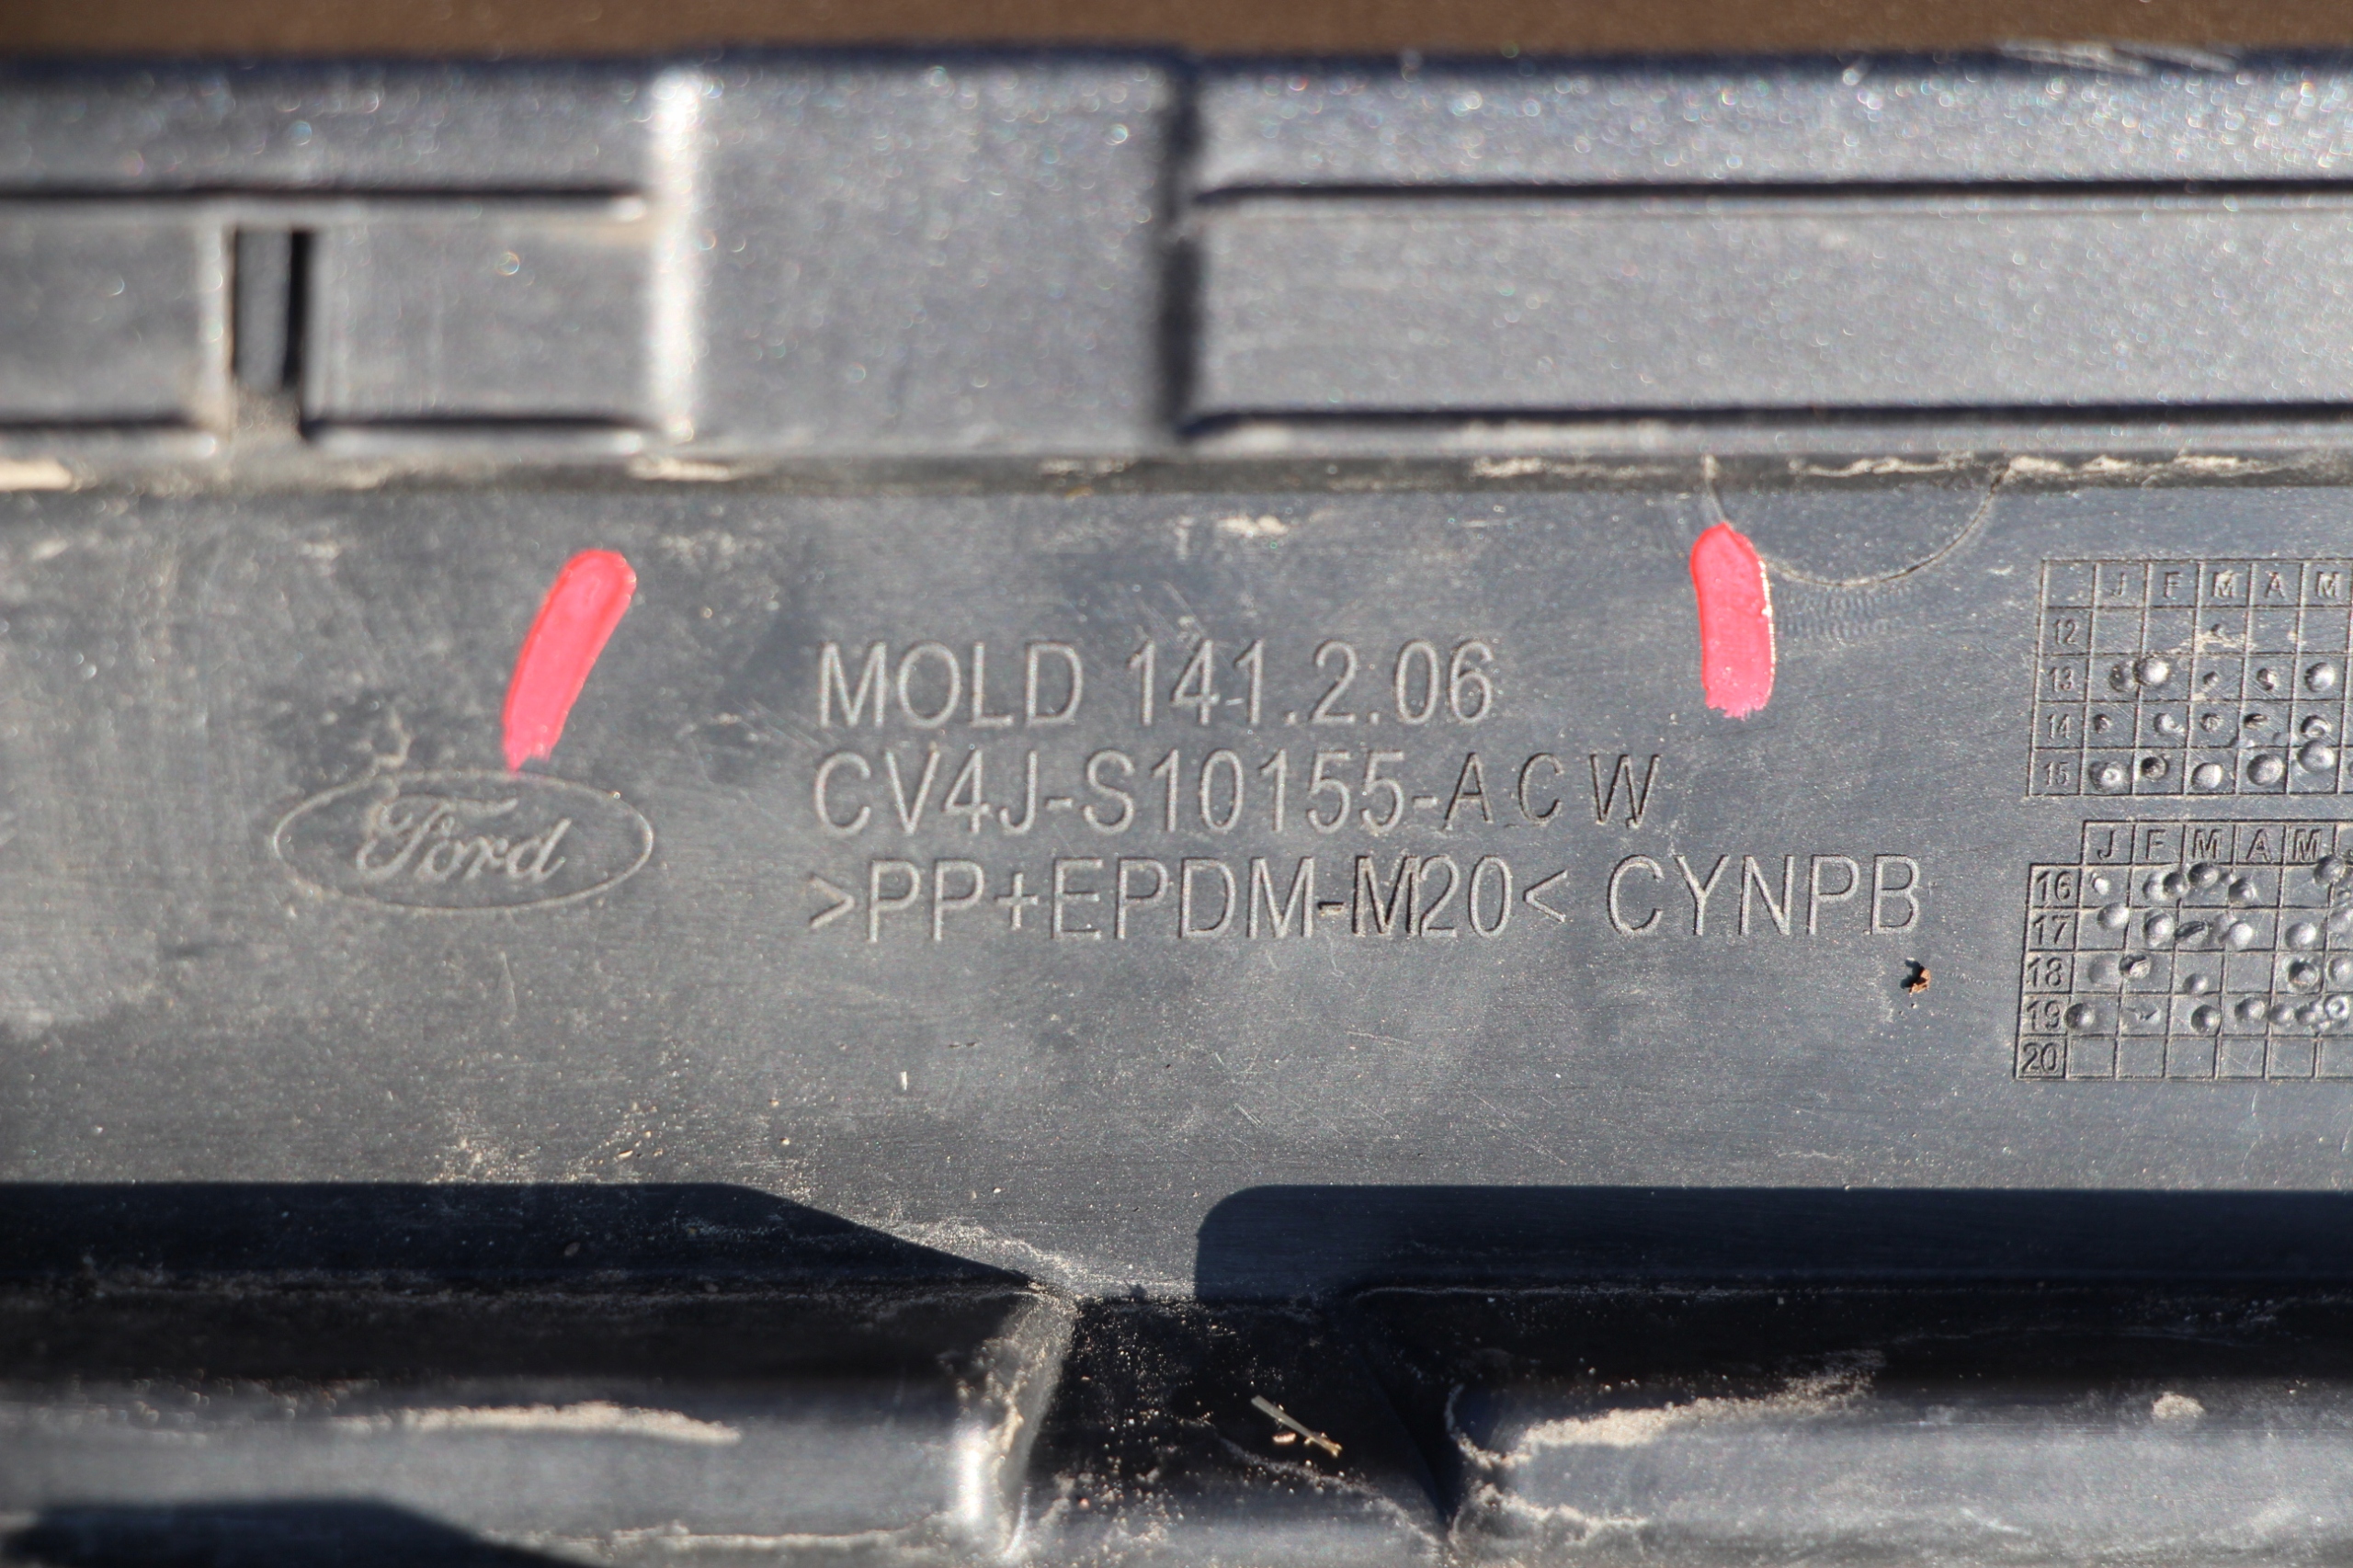 Ford
MOLD 141.2.06
CV4J-S10155-ACW
>PP+EPDM-M20< CYNPB
J F M A M
12
13
14
15
J F M A M
16
17
18
19
20